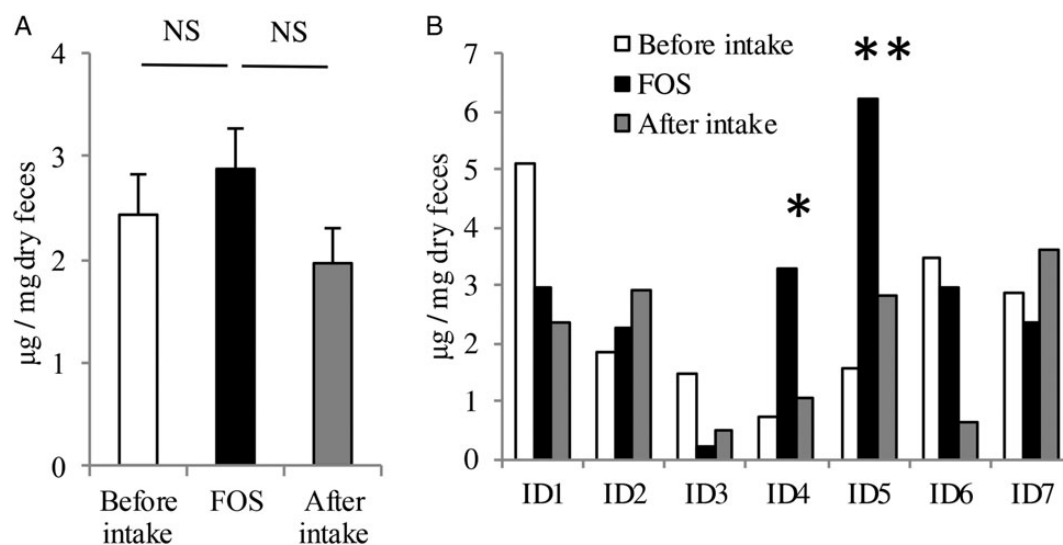 A
NS
NS
4
3
2
1
0
µg / mg dry feces
Before intake
FOS
After intake
B
Before intake
FOS
After intake
**
*
7
6
5
4
3
2
1
0
µg / mg dry feces
ID1
ID2
ID3
ID4
ID5
ID6
ID7